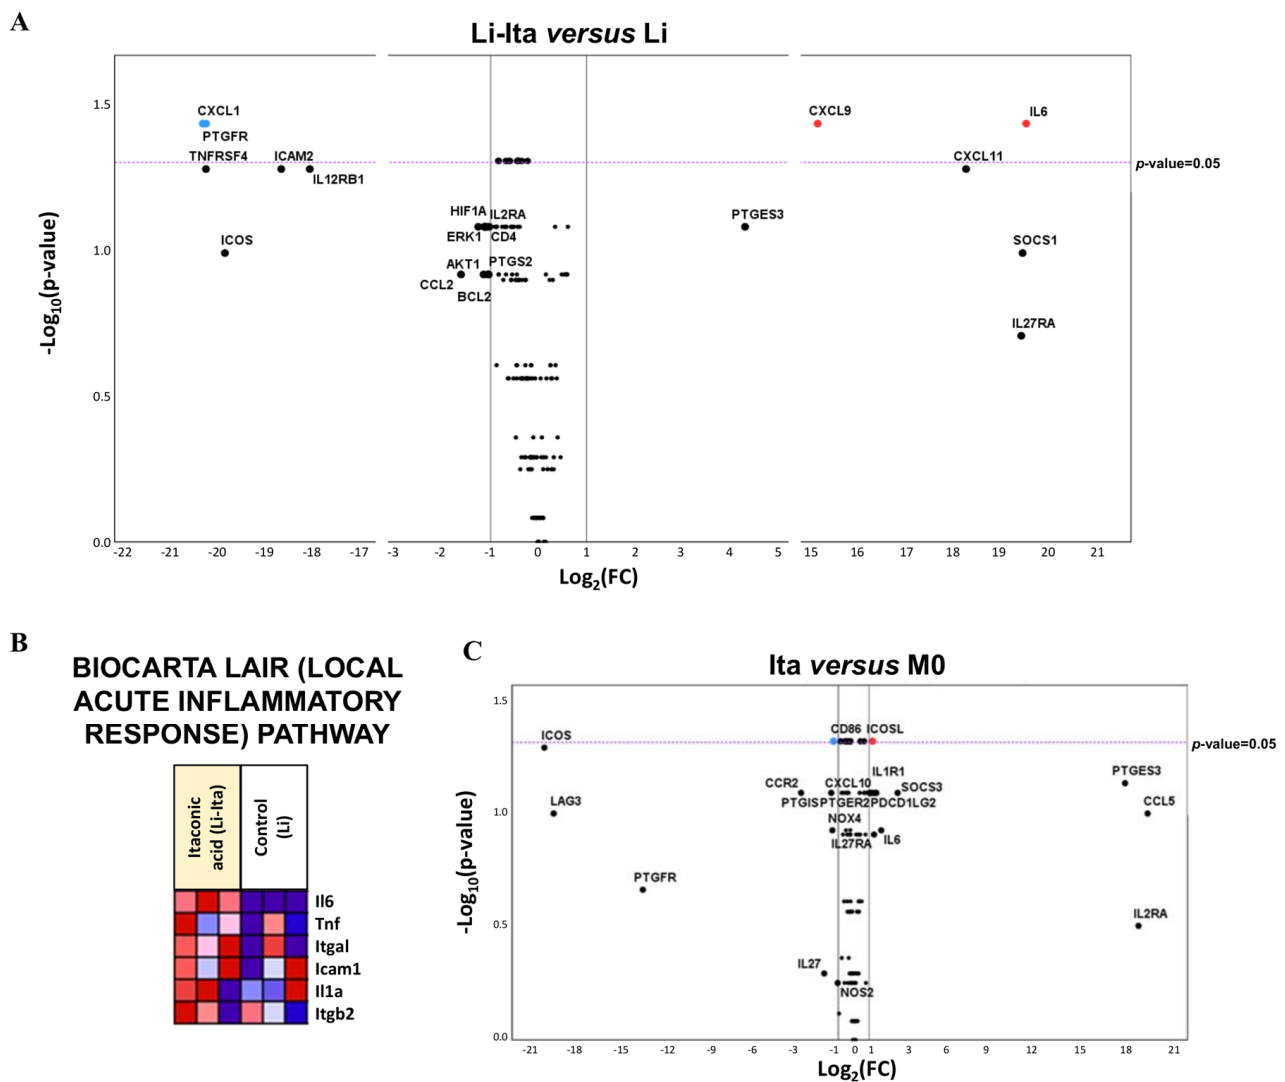 A
Li-Ita versus Li
1.5
1.0
0.5
0.0
-Log10(p-value)
CXCL1
PTGFR
TNFRSF4
ICAM2
IL12RB1
ICOS
HIF1A
IL2RA
ERK1
CD4
AKT1
PTGS2
CCL2
BCL2
PTGES3
CXCL9
IL6
CXCL11
SOCS1
IL27RA
p-value=0.05
-22 -21 -20 -19 -18 -17 -3 -2 -1 0 1 2 3 4 5 15 16 17 18 19 20 21
Log2(FC)
B
BIOCARTA LAIR (LOCAL
ACUTE INFLAMMATORY
RESPONSE) PATHWAY
Itaconic
acid (Li-Ita)
Control
(Li)
Il6
Tnf
Itgal
Icam1
Il1a
Itgb2
C
Ita versus M0
1.5
1.0
0.5
0.0
-Log10(p-value)
ICOS
LAG3
PTGFR
CD86 ICOSL
IL1R1
CCR2
CXCL10
SOCS3
PTGIS
PTGER2
PDCD1LG2
NOX4
IL27RA
IL6
IL27
NOS2
PTGES3
CCL5
IL2RA
p-value=0.05
-21 -18 -15 -12 -9 -6 -3 -1 0 1 3 6 9 12 15 18 21
Log2(FC)